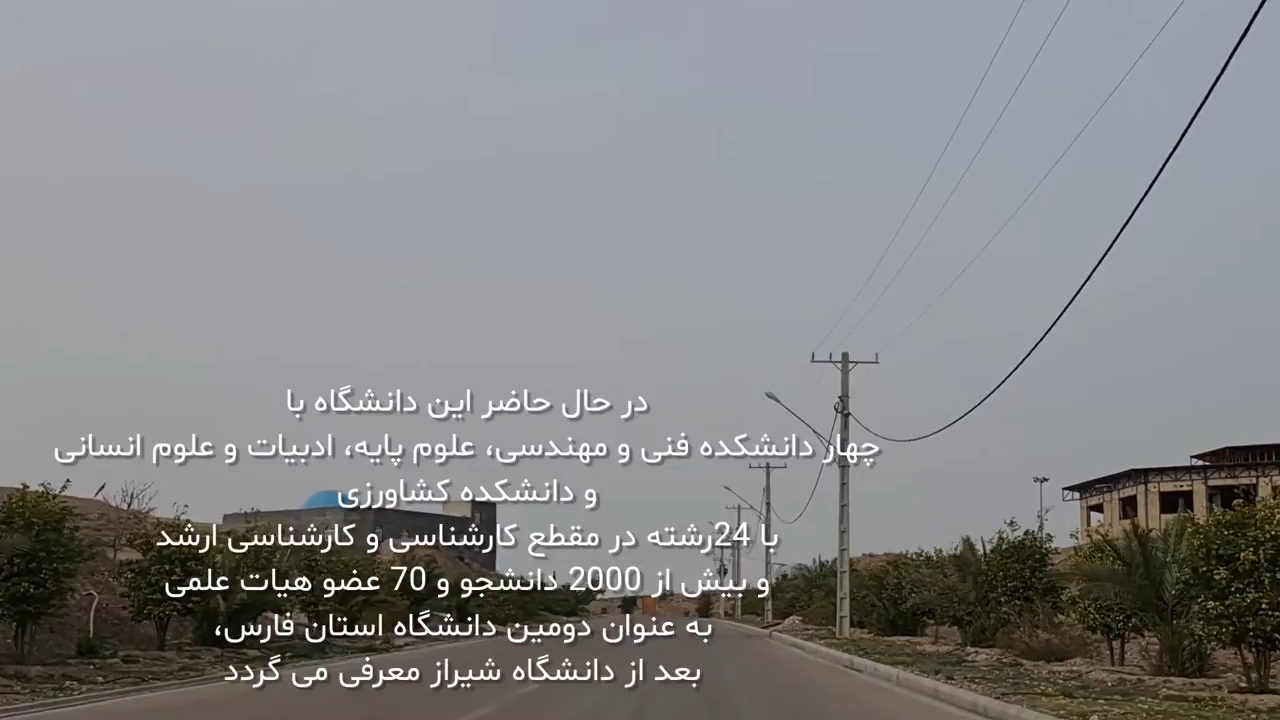 در حال حاضر این دانشگاه با
چهار دانشکده فنی و مهندسی، علوم پایه، ادبیات و علوم انسانی
و دانشکده کشاورزی
با 24رشته در مقطع کارشناسی و کارشناسی ارشد
و بیش از 2000 دانشجو و 70 عضو هیات علمی
به عنوان دومین دانشگاه استان فارس،
بعد از دانشگاه شیراز معرفی می گردد